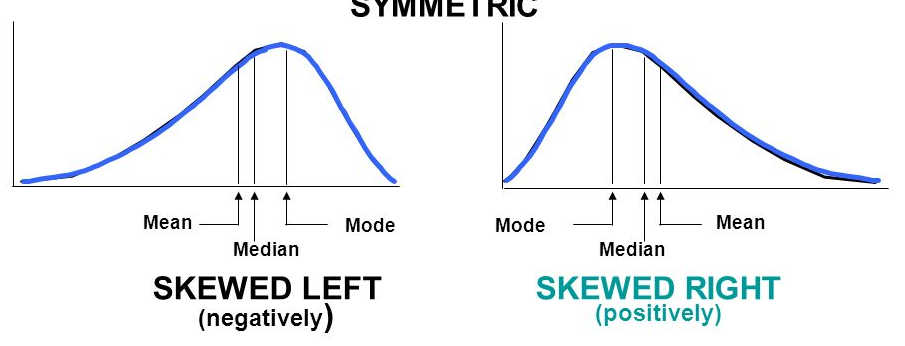 SYMMETRIC
Mean
Mode
Median
SKEWED LEFT
(negatively)
Mode
Mean
Median
SKEWED RIGHT
(positively)